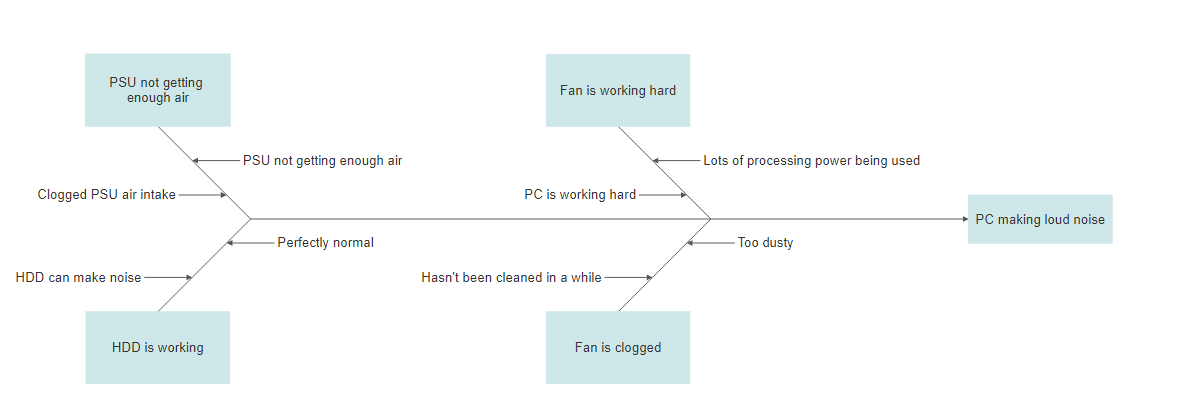 PSU not getting
enough air
Fan is working hard
PSU not getting enough air
Lots of processing power being used
Clogged PSU air intake
PC is working hard
PC making loud noise
Perfectly normal
Too dusty
HDD can make noise
Hasn't been cleaned in a while
HDD is working
Fan is clogged